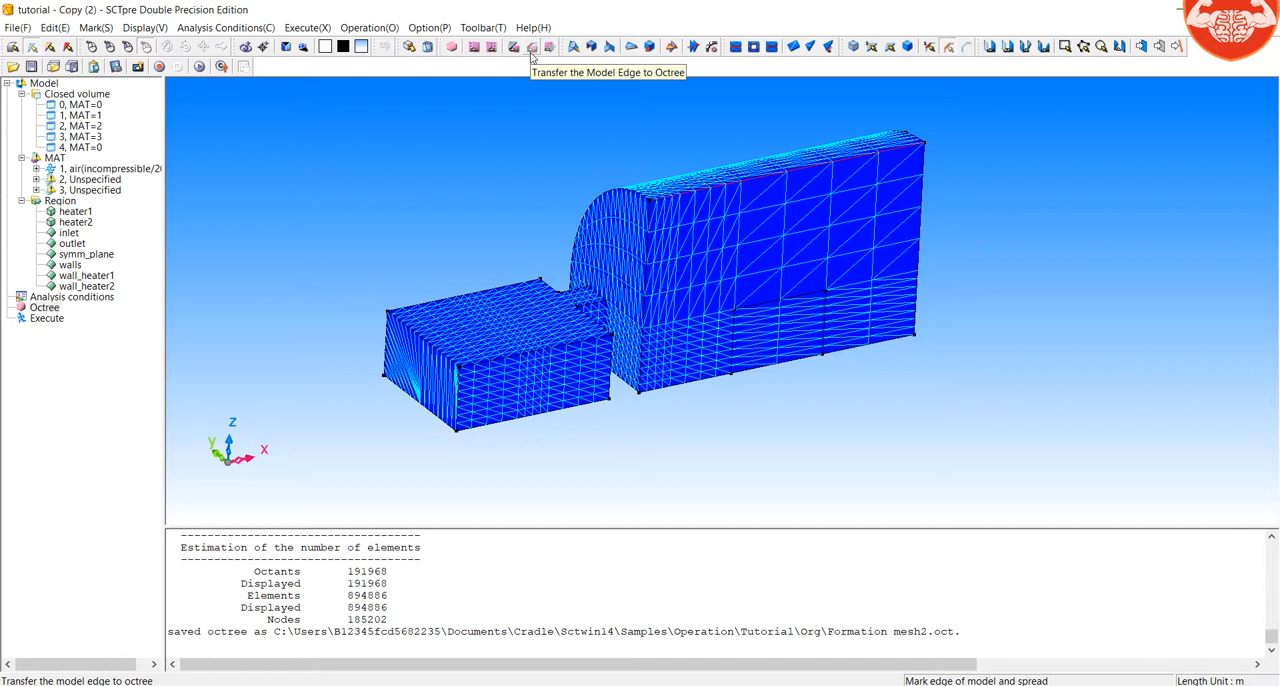 tutorial - Copy (2) - SCTpre Double Precision Edition
File(F) Edit(E) Mark(S) Display(V) Analysis Conditions(C) Execute(X) Operation(O) Option(P) Toolbar(T) Help(H)
Transfer the Model Edge to Octree
Model
Closed volume
0, MAT=0
1, MAT=1
2, MAT=2
3, MAT=3
4, MAT=0
MAT
1, air(incompressible/20
2, Unspecified
3, Unspecified
Region
heater1
heater2
inlet
outlet
symm_plane
walls
wall_heater1
wall_heater2
Analysis conditions
Octree
Execute
Z
y
X
-----------------------------------
Estimation of the number of elements
-----------------------------------
Octants 191968
Displayed 191968
Elements 894886
Displayed 894886
Nodes 185202
saved octree as C:\Users\B12345fcd5682235\Documents\Cradle\Sctwin14\Samples\Operation\Tutorial\Org\Formation mesh2.oct.
Transfer the model edge to octree
Mark edge of model and spread
Length Unit : m